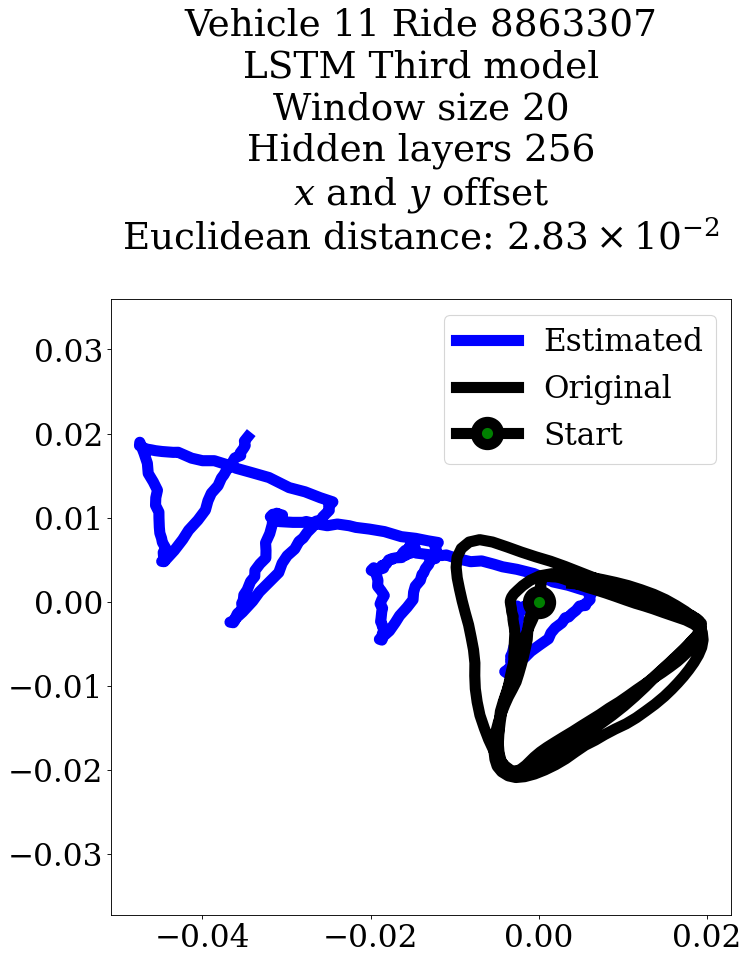 Vehicle 11 Ride 8863307
LSTM Third model
Window size 20
Hidden layers 256
x and y offset
Euclidean distance: 2.83 × 10⁻²
Estimated
Original
Start
0.03
0.02
0.01
0.00
−0.01
−0.02
−0.03
−0.04 −0.02 0.00 0.02